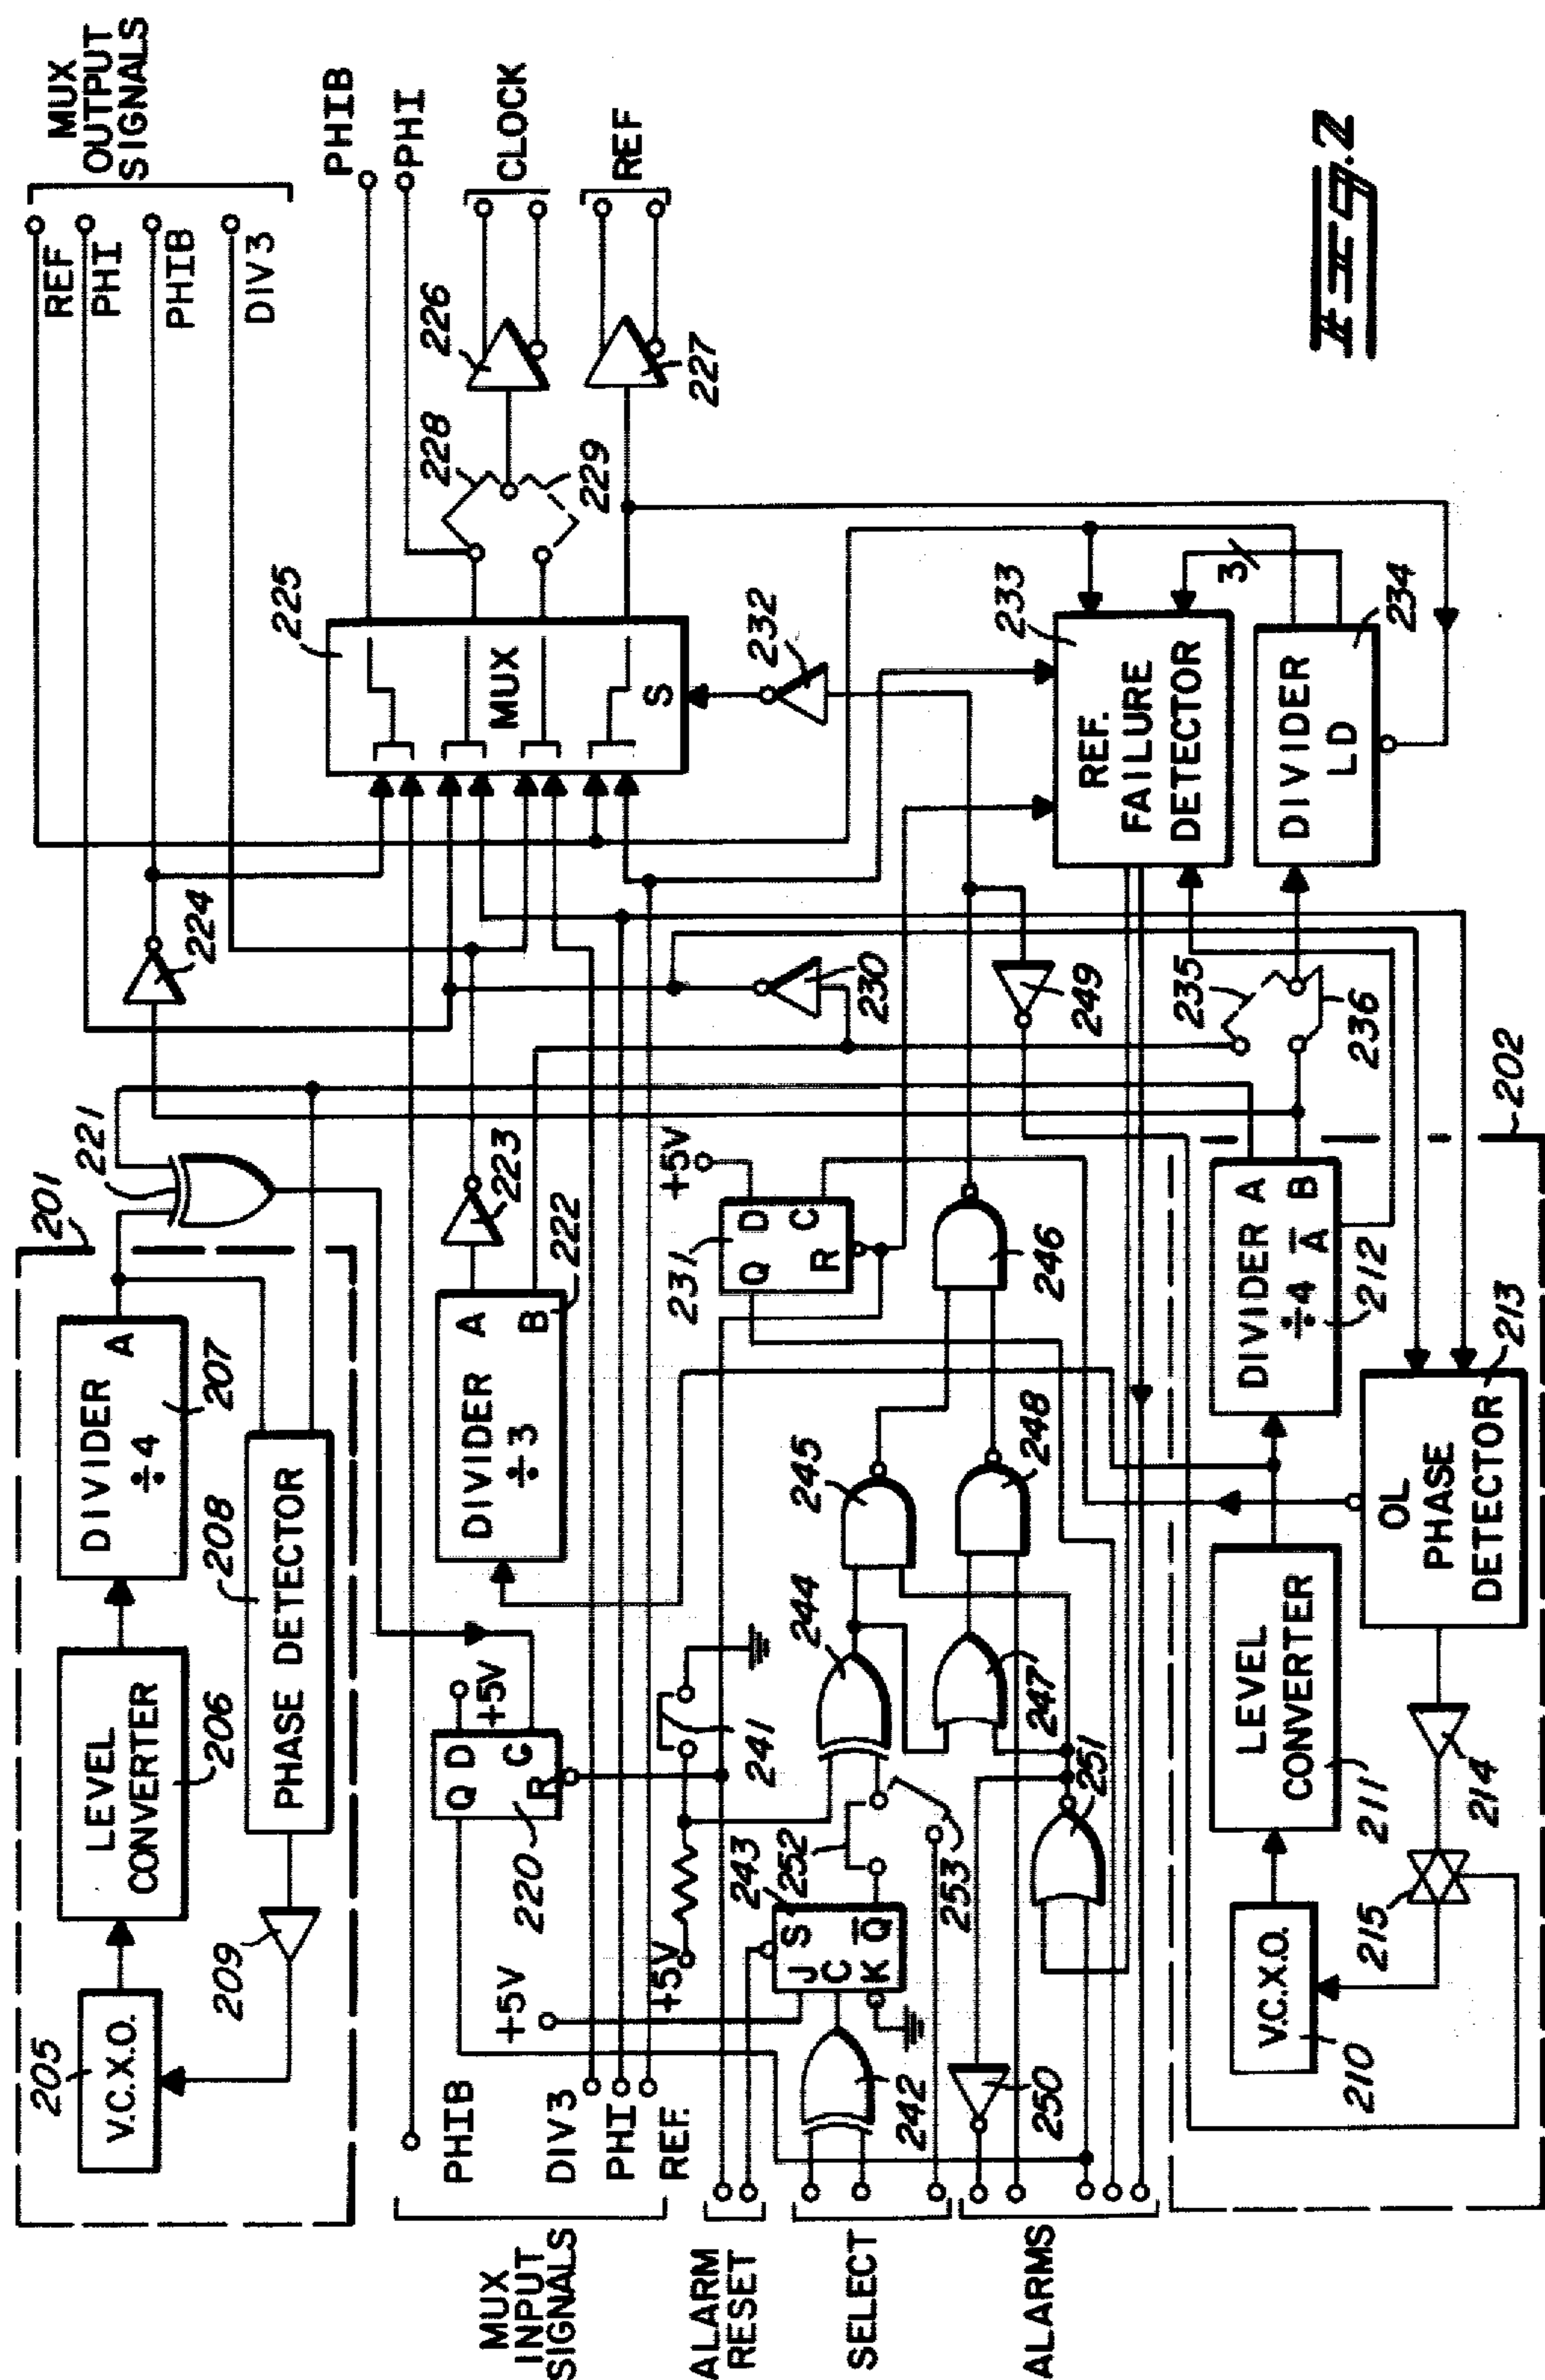 MUX
OUTPUT
SIGNALS
REF
PHI
PHIB
DIV3
PHIB
PHI
CLOCK
REF
201
221
224
225
226
227
228
229
DIVIDER
÷4
A
207
LEVEL
CONVERTER
206
V.C.X.O.
205
PHASE DETECTOR
208
209
DIVIDER
÷3
A
B
222
223
MUX
S
232
230
Q D
C
R
+5V
220
+5V
D
C
Q
R
231
REF.
FAILURE
DETECTOR
233
3
DIVIDER
LD
234
235
236
249
246
245
248
244
247
241
+5V
+5V
243
252
S
J
C
K
Q̅
253
251
242
250
MUX
INPUT
SIGNALS
PHIB
DIV3
PHI
REF.
ALARM
RESET
SELECT
ALARMS
202
DIVIDER A
÷4 B
A̅
212
LEVEL
CONVERTER
211
V.C.X.O.
210
OL
PHASE
DETECTOR
213
214
215
FIG.2